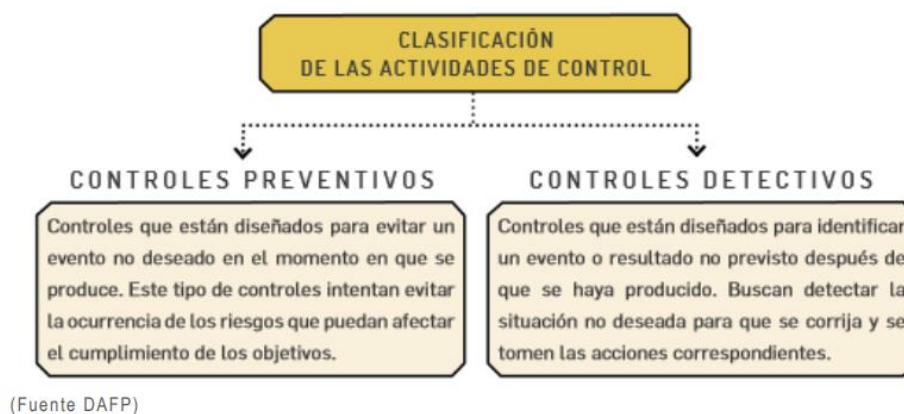 CLASIFICACIÓN
DE LAS ACTIVIDADES DE CONTROL
CONTROLES PREVENTIVOS
Controles que están diseñados para evitar un
evento no deseado en el momento en que se
produce. Este tipo de controles intentan evitar
la ocurrencia de los riesgos que puedan afectar
el cumplimiento de los objetivos.
CONTROLES DETECTIVOS
Controles que están diseñados para identificar
un evento o resultado no previsto después de
que se haya producido. Buscan detectar la
situación no deseada para que se corrija y se
tomen las acciones correspondientes.
(Fuente DAFP)